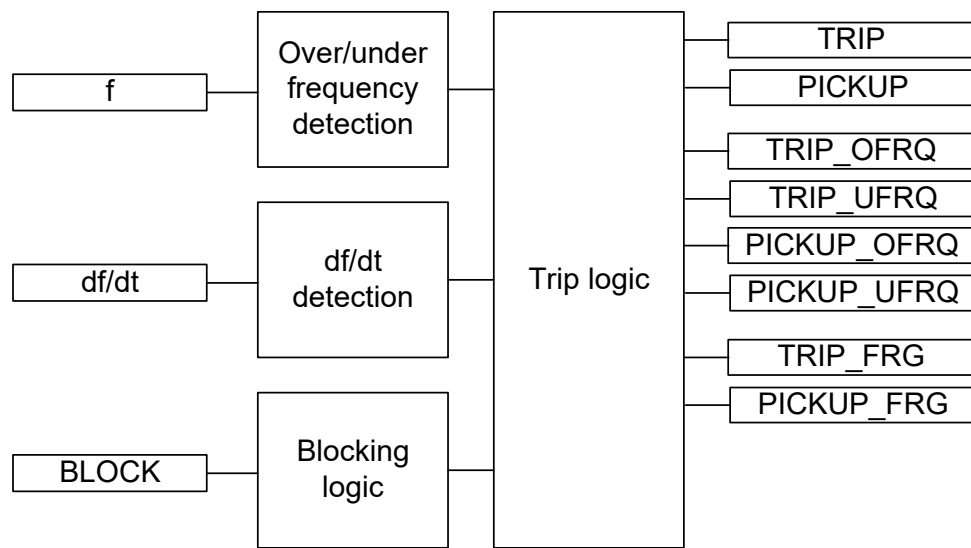 f
Over/under
frequency
detection
df/dt
df/dt
detection
BLOCK
Blocking
logic
Trip logic
TRIP
PICKUP
TRIP_OFRQ
TRIP_UFRQ
PICKUP_OFRQ
PICKUP_UFRQ
TRIP_FRG
PICKUP_FRG